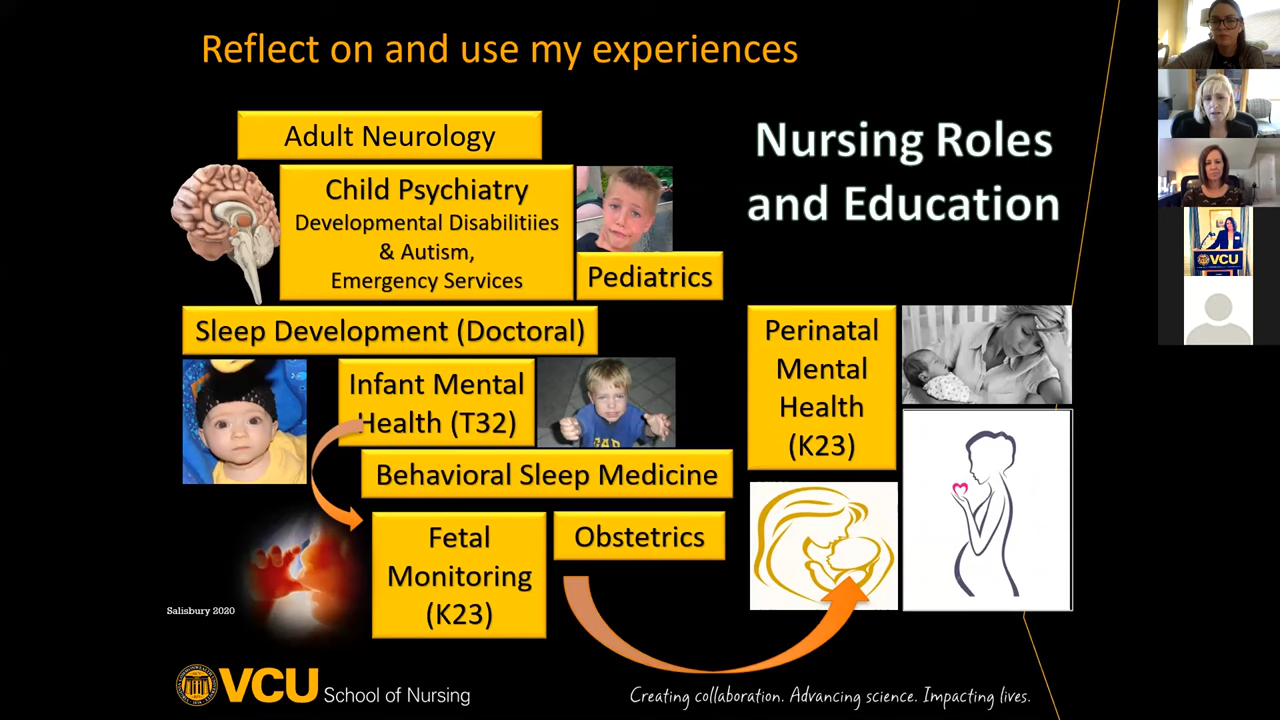 Reflect on and use my experiences
Nursing Roles
and Education
Adult Neurology
Child Psychiatry
Developmental Disabilitiies
& Autism,
Emergency Services
Pediatrics
Sleep Development (Doctoral)
Infant Mental
Health (T32)
Behavioral Sleep Medicine
Fetal
Monitoring
(K23)
Obstetrics
Perinatal
Mental
Health
(K23)
Salisbury 2020
VCU School of Nursing
Creating collaboration. Advancing science. Impacting lives.
VCU